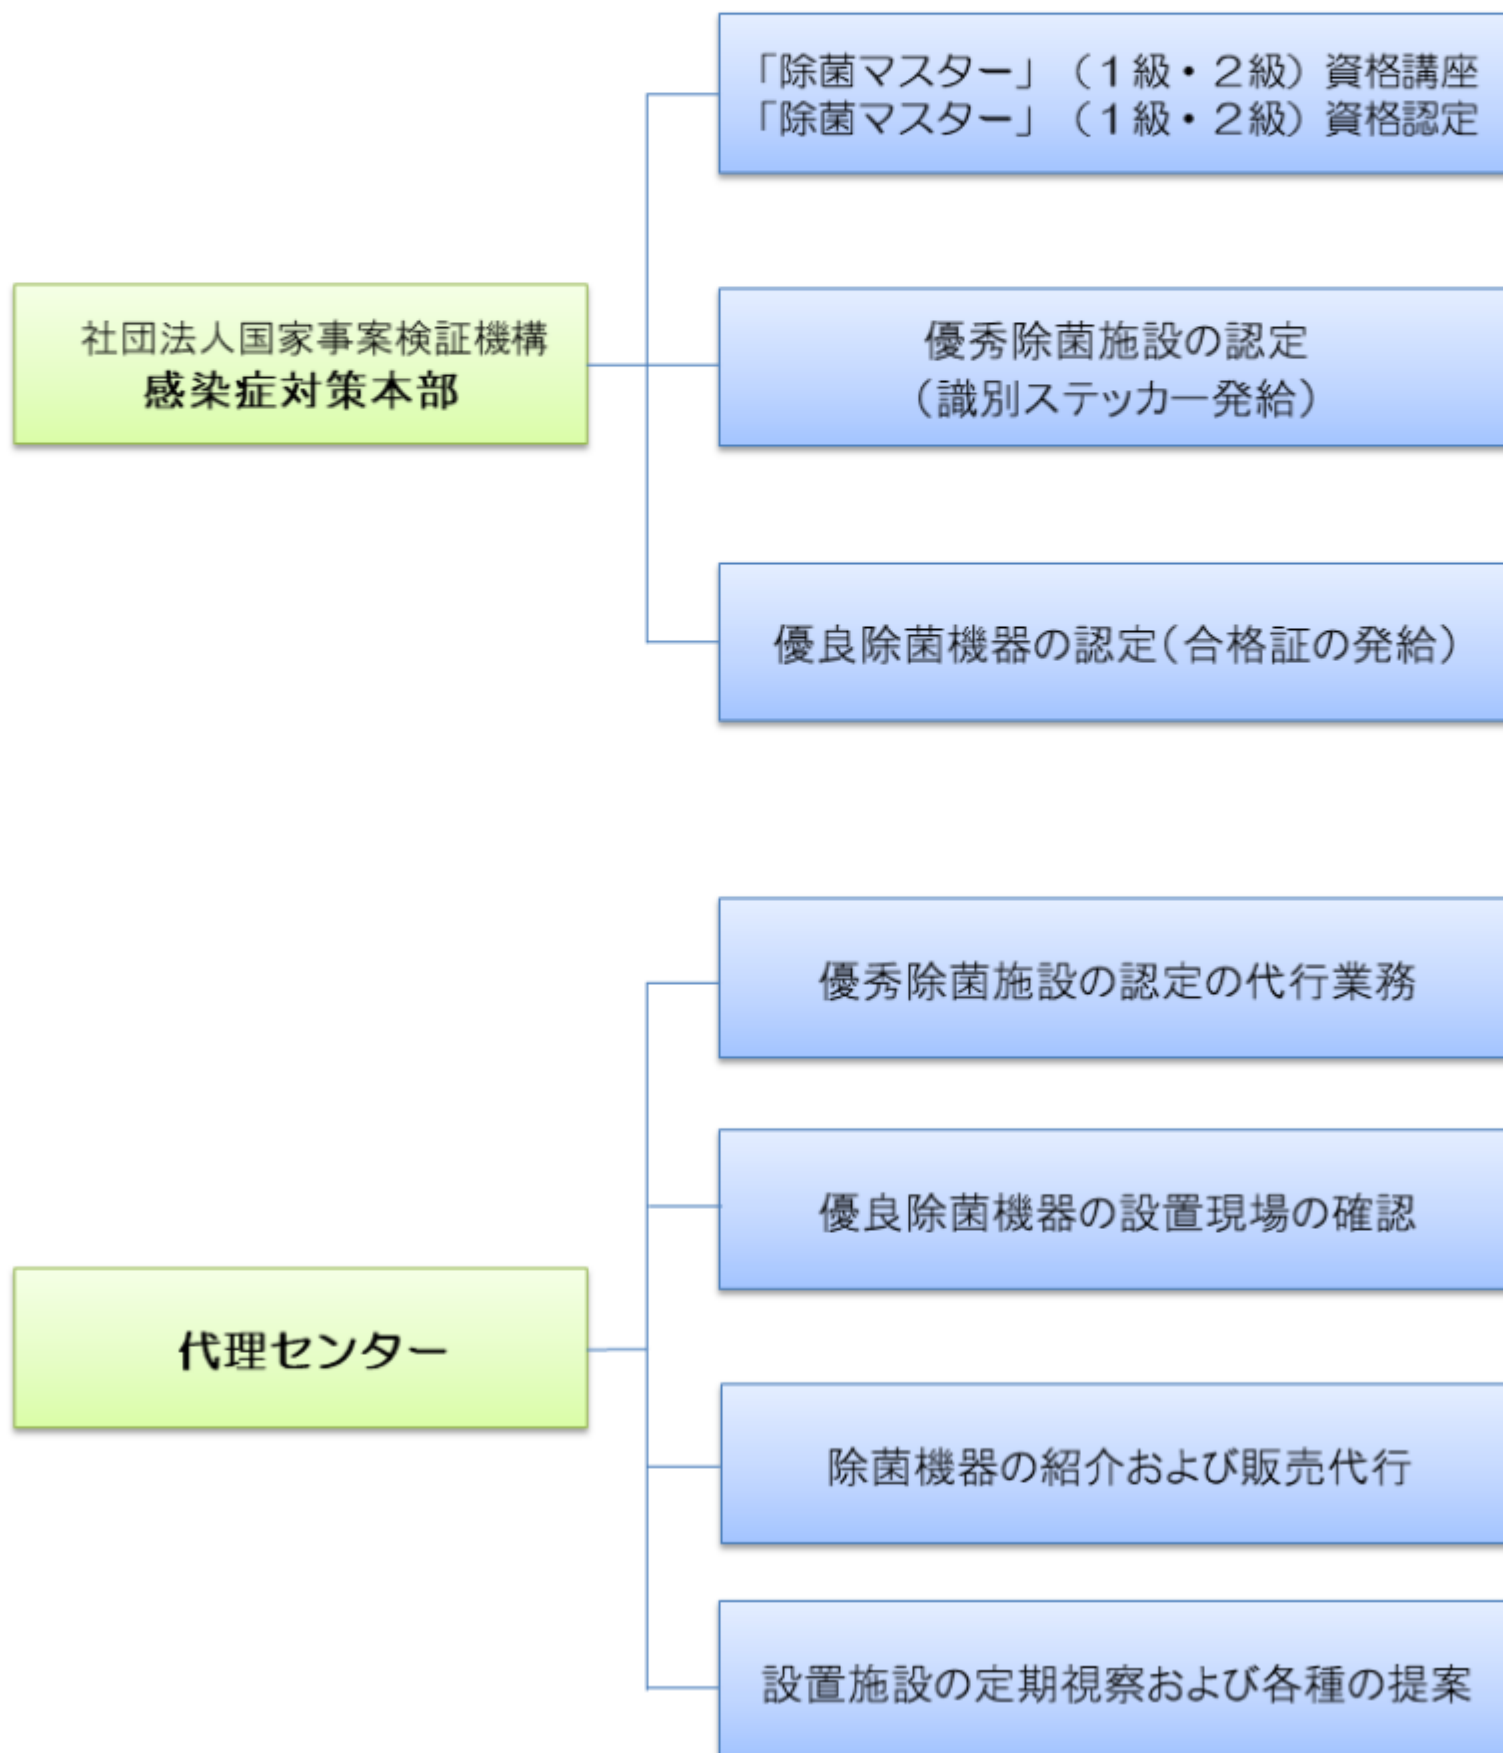 「除菌マスター」（１級・２級）資格講座
「除菌マスター」（１級・２級）資格認定
社団法人国家事案検証機構
感染症対策本部
優秀除菌施設の認定
（識別ステッカー発給）
優良除菌機器の認定（合格証の発給）
優秀除菌施設の認定の代行業務
優良除菌機器の設置現場の確認
代理センター
除菌機器の紹介および販売代行
設置施設の定期視察および各種の提案